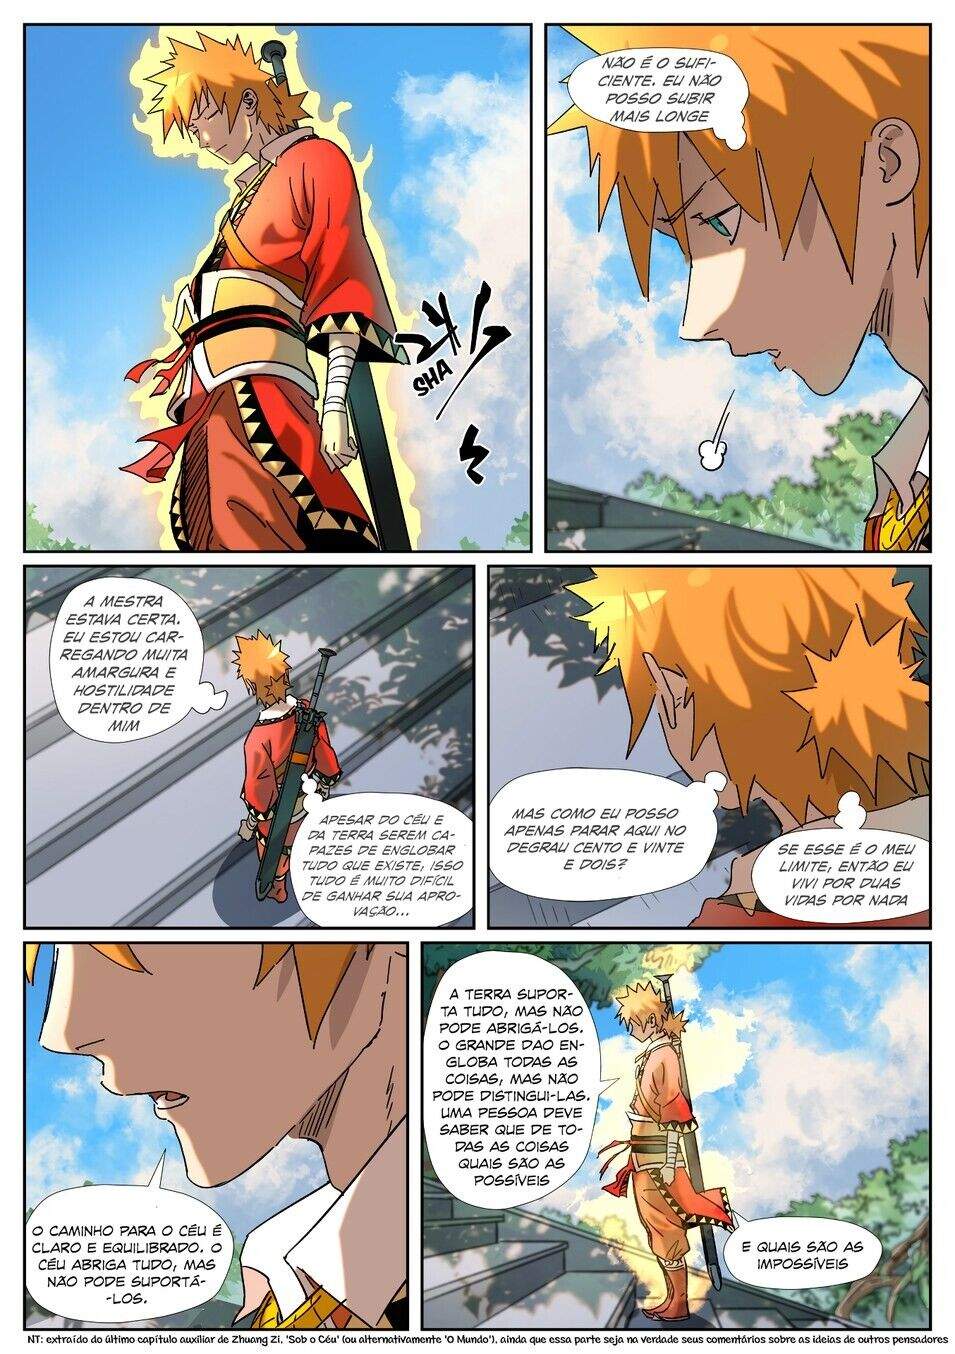 SHA
NÃO É O SUFI-
CIENTE. EU NÃO
POSSO SUBIR
MAIS LONGE
A MESTRA
ESTAVA CERTA.
EU ESTOU CAR-
REGANDO MUITA
AMARGURA E
HOSTILIDADE
DENTRO DE
MIM
APESAR DO CÉU E
DA TERRA SEREM CA-
PAZES DE ENGLOBAR
TUDO QUE EXISTE, ISSO
TUDO É MUITO DIFÍCIL
DE GANHAR SUA APRO-
VAÇÃO...
MAS COMO EU POSSO
APENAS PARAR AQUI NO
DEGRAU CENTO E VINTE
E DOIS?
SE ESSE É O MEU
LIMITE, ENTÃO EU
VIVI POR DUAS
VIDAS POR NADA
O CAMINHO PARA O CÉU É
CLARO E EQUILIBRADO. O
CÉU ABRIGA TUDO, MAS
NÃO PODE SUPORTÁ-
-LOS.
A TERRA SUPOR-
TA TUDO, MAS NÃO
PODE ABRIGÁ-LOS.
O GRANDE DAO EN-
GLOBA TODAS AS
COISAS, MAS NÃO
PODE DISTINGUI-LAS.
UMA PESSOA DEVE
SABER QUE DE TO-
DAS AS COISAS
QUAIS SÃO AS
POSSÍVEIS
E QUAIS SÃO AS
IMPOSSÍVEIS
NT: extraído do último capítulo auxiliar de Zhuang Zi, 'Sob o Céu' (ou alternativamente 'O Mundo'), ainda que essa parte seja na verdade seus comentários sobre as ideias de outros pensadores